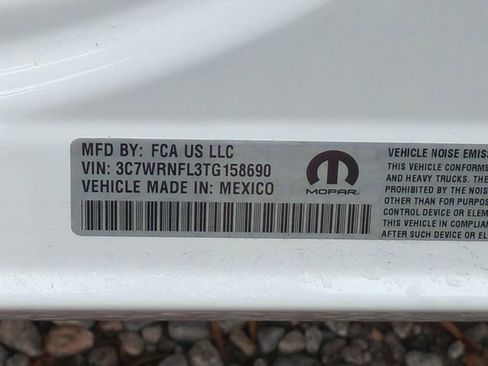 MFD BY: FCA US LLC
VIN: 3C7WRNFL3TG158690
VEHICLE MADE IN: MEXICO
MOPAR
VEHICLE NOISE EMISS
THIS VEHICLE CONFORMS
AND HEAVY TRUCKS. THE
PROHIBITED BY THE NOIS
OTHER THAN FOR PURPOS
CONTROL DEVICE OR ELEM
THIS VEHICLE IN COMPLIAN
AFTER SUCH DEVICE OR EL